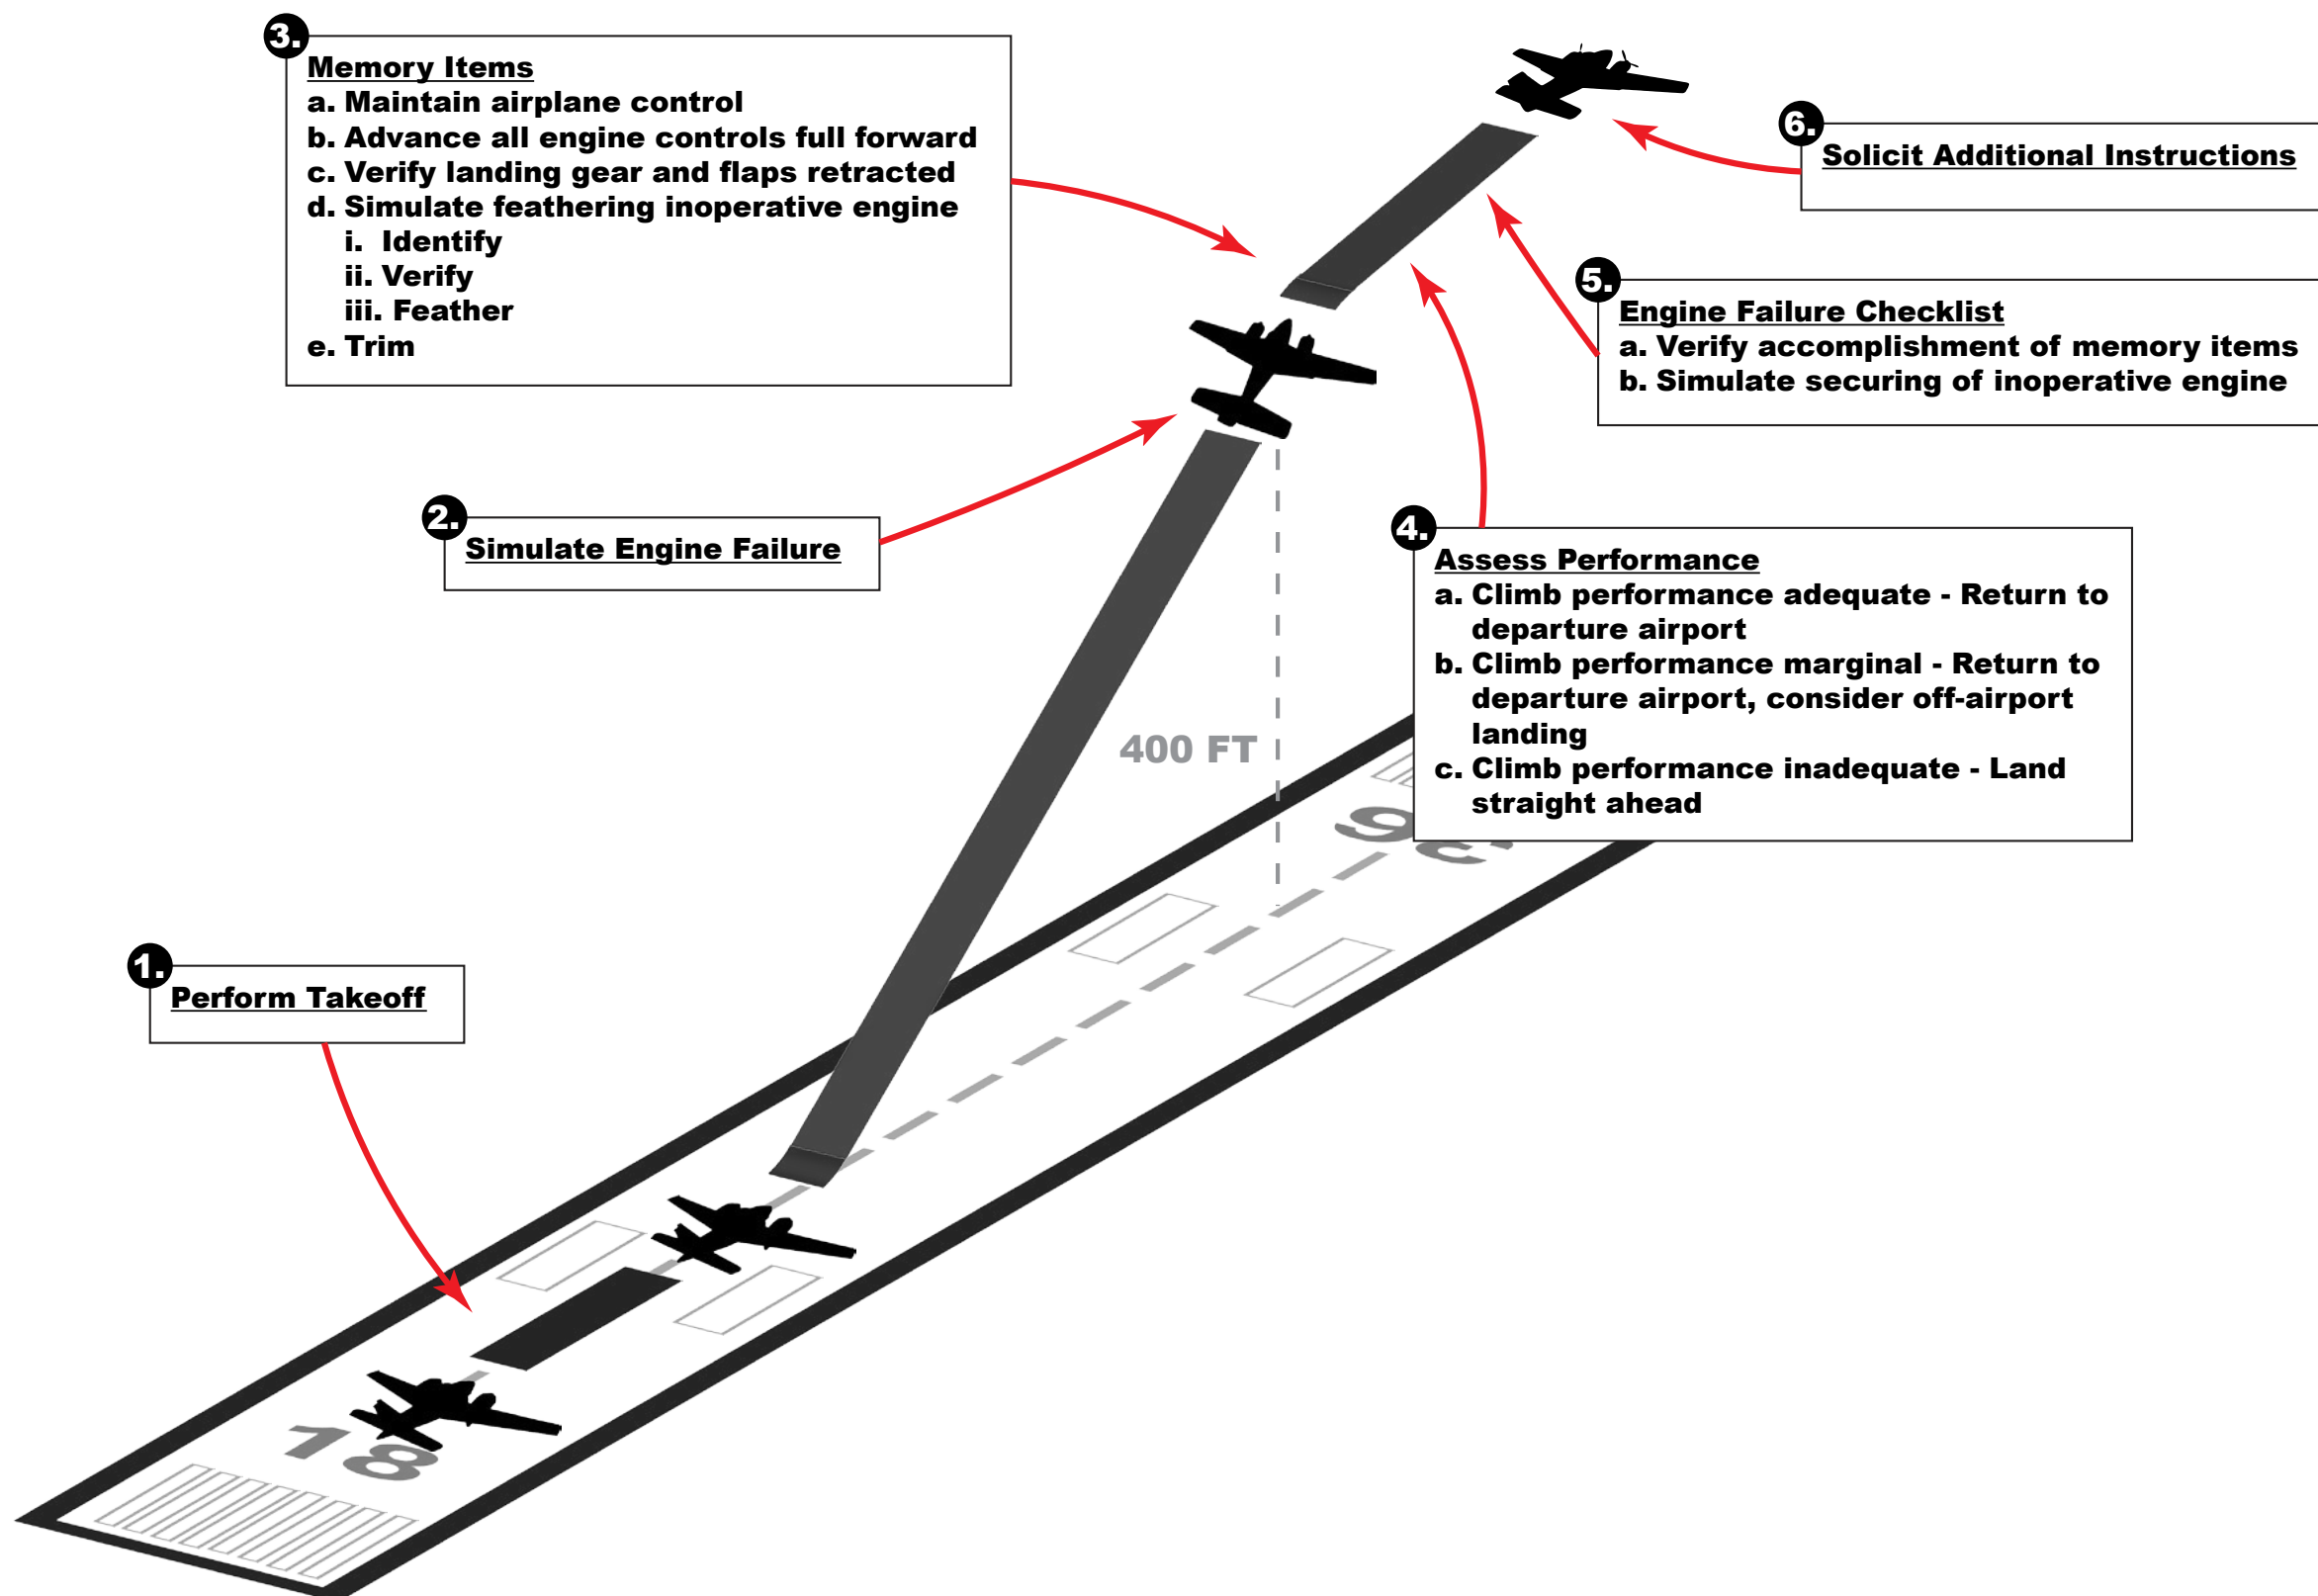 3.
Memory Items
a. Maintain airplane control
b. Advance all engine controls full forward
c. Verify landing gear and flaps retracted
d. Simulate feathering inoperative engine
i. Identify
ii. Verify
iii. Feather
e. Trim
6.
Solicit Additional Instructions
5.
Engine Failure Checklist
a. Verify accomplishment of memory items
b. Simulate securing of inoperative engine
2.
Simulate Engine Failure
4.
Assess Performance
a. Climb performance adequate - Return to
departure airport
b. Climb performance marginal - Return to
departure airport, consider off-airport
landing
c. Climb performance inadequate - Land
straight ahead
400 FT
36
1.
Perform Takeoff
18